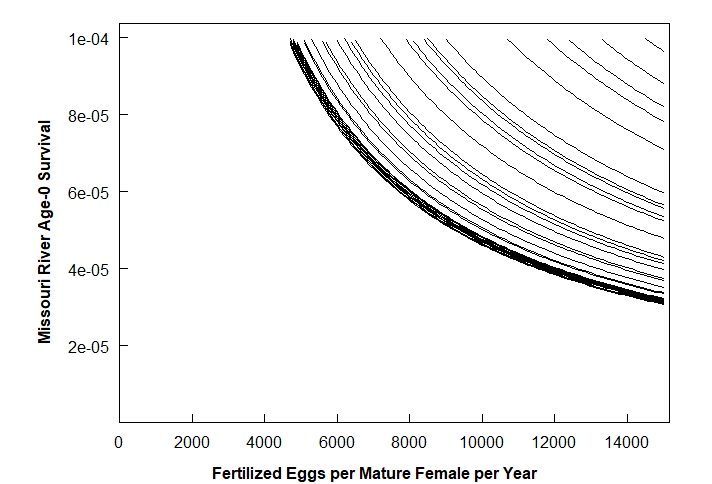 1e-04
8e-05
6e-05
4e-05
2e-05
Missouri River Age-0 Survival
0 2000 4000 6000 8000 10000 12000 14000
Fertilized Eggs per Mature Female per Year